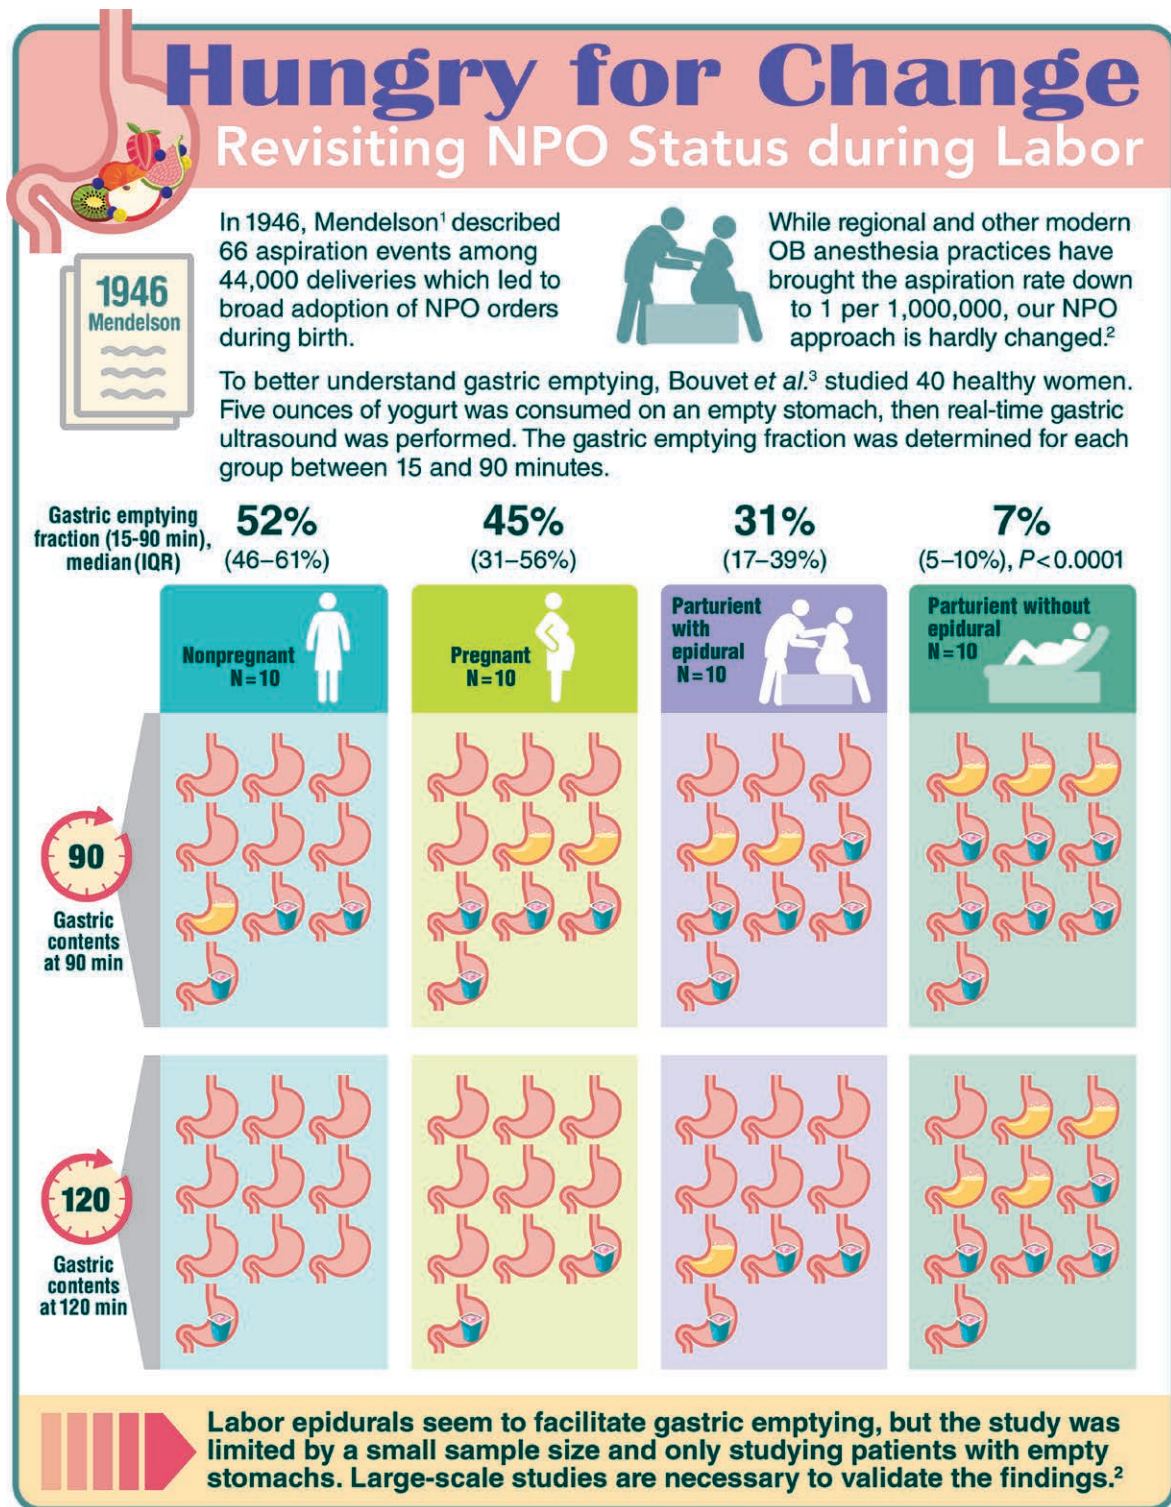 Hungry for Change
Revisiting NPO Status during Labor
1946
Mendelson
In 1946, Mendelson¹ described
66 aspiration events among
44,000 deliveries which led to
broad adoption of NPO orders
during birth.
While regional and other modern
OB anesthesia practices have
brought the aspiration rate down
to 1 per 1,000,000, our NPO
approach is hardly changed.²
To better understand gastric emptying, Bouvet et al.³ studied 40 healthy women.
Five ounces of yogurt was consumed on an empty stomach, then real-time gastric
ultrasound was performed. The gastric emptying fraction was determined for each
group between 15 and 90 minutes.
Gastric emptying
fraction (15-90 min),
median (IQR)
52%
(46–61%)
45%
(31–56%)
31%
(17–39%)
7%
(5–10%), P<0.0001
Nonpregnant
N=10
Pregnant
N=10
Parturient
with
epidural
N=10
Parturient without
epidural
N=10
90
Gastric
contents
at 90 min
120
Gastric
contents
at 120 min
Labor epidurals seem to facilitate gastric emptying, but the study was
limited by a small sample size and only studying patients with empty
stomachs. Large-scale studies are necessary to validate the findings.²